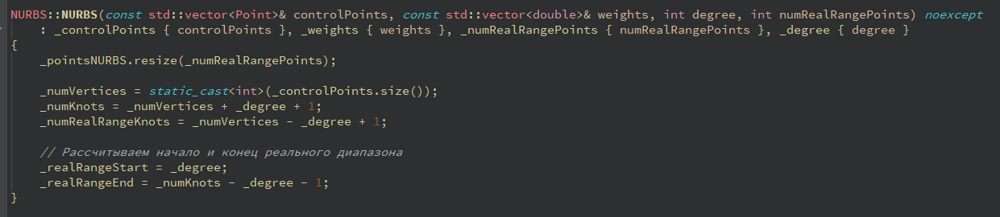 NURBS::NURBS(const std::vector<Point>& controlPoints, const std::vector<double>& weights, int degree, int numRealRangePoints) noexcept
    : _controlPoints { controlPoints }, _weights { weights }, _numRealRangePoints { numRealRangePoints }, _degree { degree }
{
    _pointsNURBS.resize(_numRealRangePoints);

    _numVertices = static_cast<int>(_controlPoints.size());
    _numKnots = _numVertices + _degree + 1;
    _numRealRangeKnots = _numVertices - _degree + 1;

    // Рассчитываем начало и конец реального диапазона
    _realRangeStart = _degree;
    _realRangeEnd = _numKnots - _degree - 1;
}